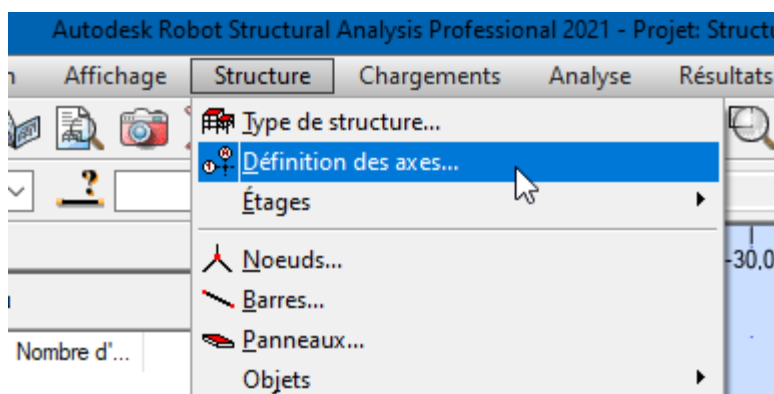 Autodesk Robot Structural Analysis Professional 2021 - Projet: Struct
Affichage Structure Chargements Analyse Résultats
Type de structure...
Définition des axes...
Étages
-30,0
Noeuds...
Barres...
Panneaux...
Nombre d'...
Objets